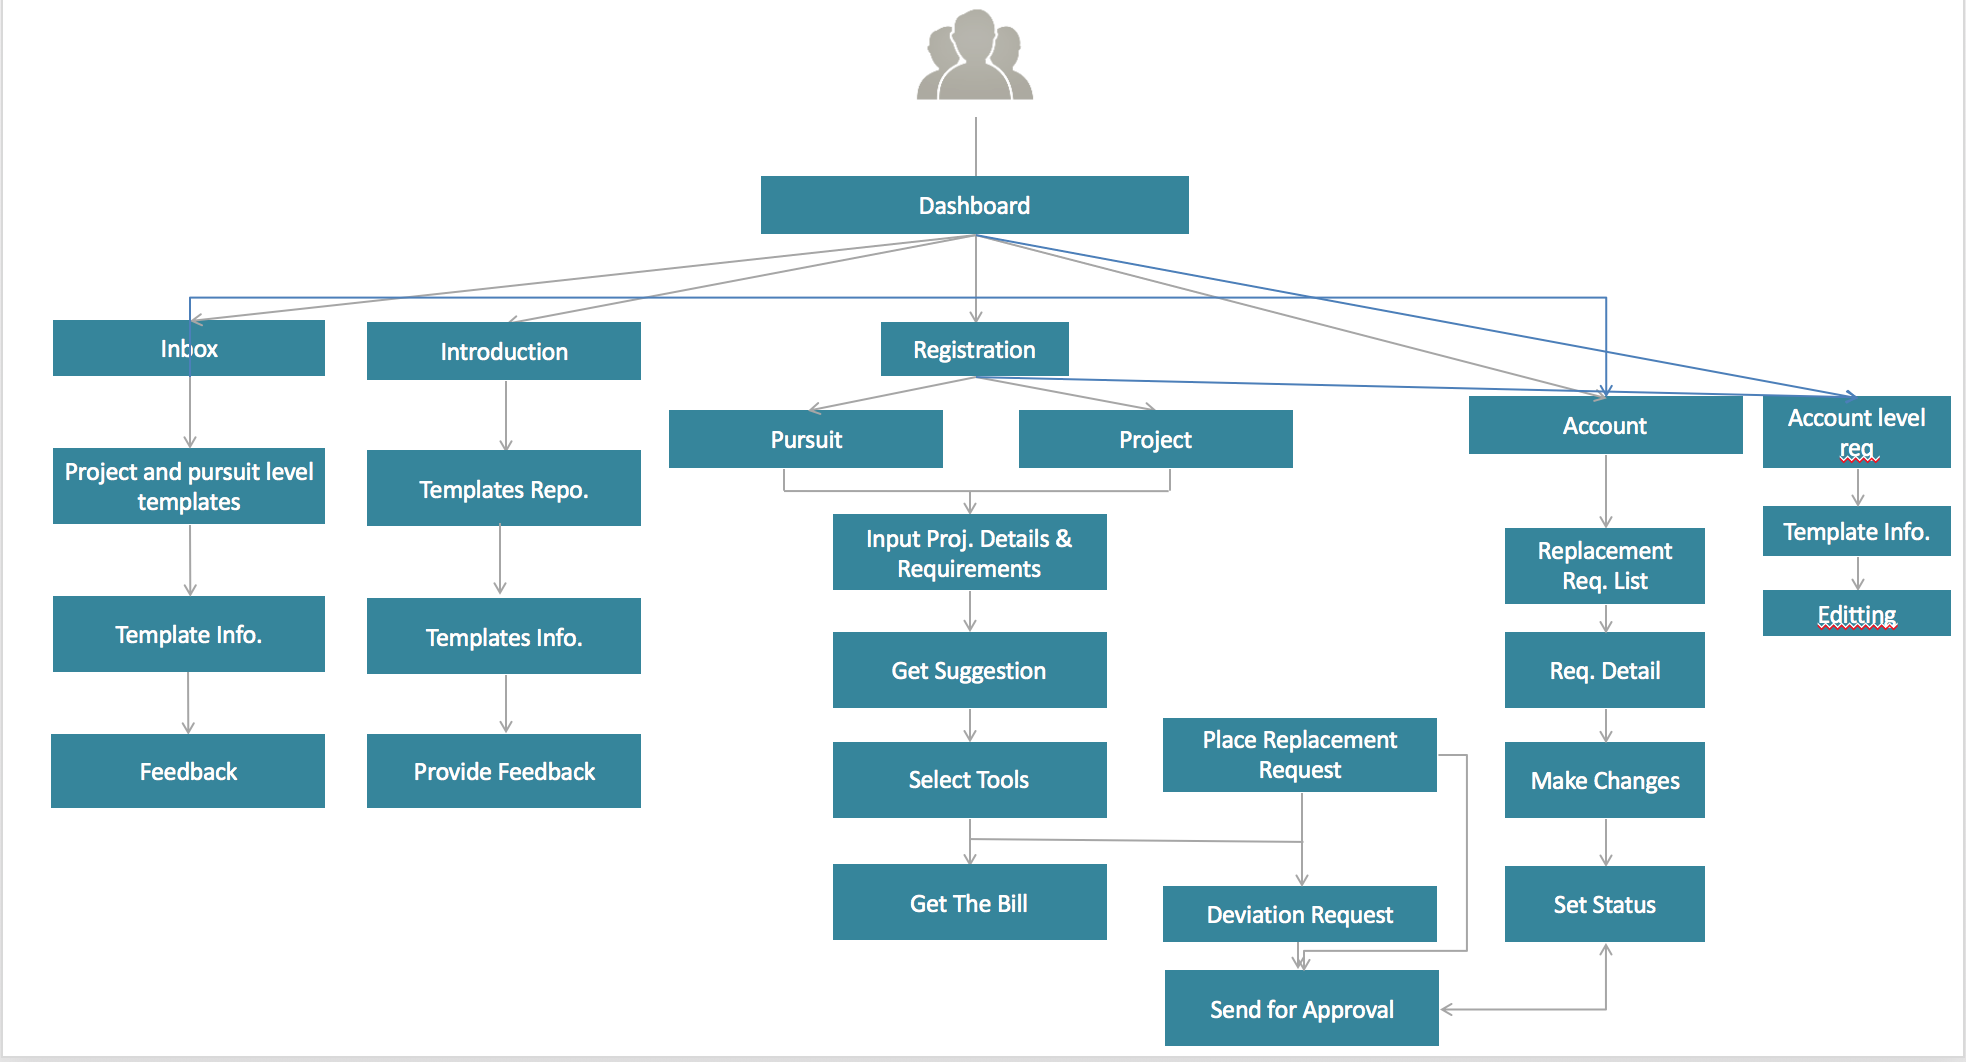 Dashboard
Inbox
Introduction
Registration
Pursuit
Project
Account
Account level
req
Project and pursuit level
templates
Templates Repo.
Input Proj. Details &
Requirements
Replacement
Req. List
Template Info.
Editting
Template Info.
Templates Info.
Get Suggestion
Req. Detail
Feedback
Provide Feedback
Select Tools
Place Replacement
Request
Make Changes
Get The Bill
Deviation Request
Set Status
Send for Approval